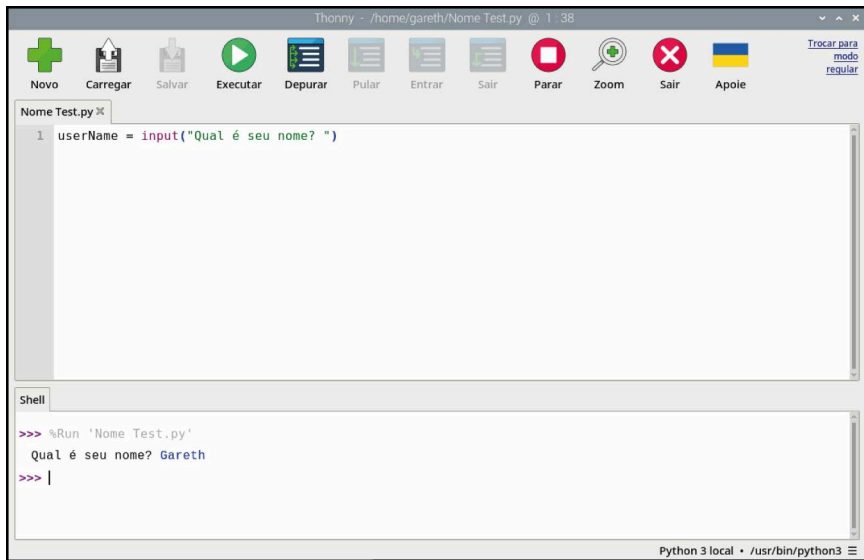 Thonny - /home/gareth/Nome Test.py @ 1:38
Novo Carregar Salvar Executar Depurar Pular Entrar Sair Parar Zoom Sair Apoie
Trocar para
modo
regular
Nome Test.py
1 userName = input("Qual é seu nome? ")
Shell
>>> %Run 'Nome Test.py'
Qual é seu nome? Gareth
>>>
Python 3 local • /usr/bin/python3 ☰